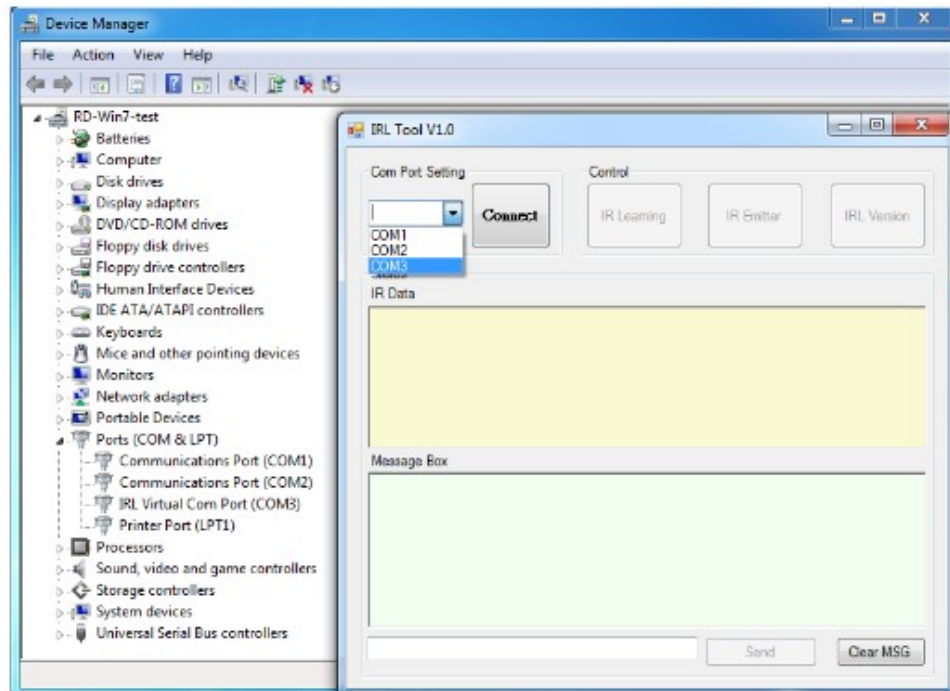 Device Manager
File Action View Help
RD-Win7-test
Batteries
Computer
Disk drives
Display adapters
DVD/CD-ROM drives
Floppy disk drives
Floppy drive controllers
Human Interface Devices
IDE ATA/ATAPI controllers
Keyboards
Mice and other pointing devices
Monitors
Network adapters
Portable Devices
Ports (COM & LPT)
Communications Port (COM1)
Communications Port (COM2)
IRL Virtual Com Port (COM3)
Printer Port (LPT1)
Processors
Sound, video and game controllers
Storage controllers
System devices
Universal Serial Bus controllers
IRL Tool V1.0
Com Port Setting
Connect
COM1
COM2
COM3
Control
IR Learning
IR Emitter
IRL Version
IR Data
Message Box
Send
Clear MSG